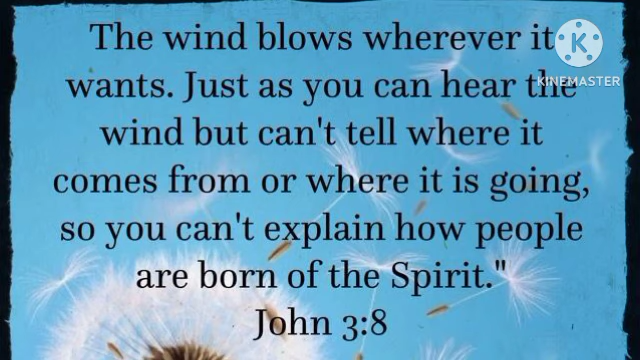 The wind blows wherever it
wants. Just as you can hear the
wind but can't tell where it
comes from or where it is going,
so you can't explain how people
are born of the Spirit."
John 3:8
K
KINEMASTER